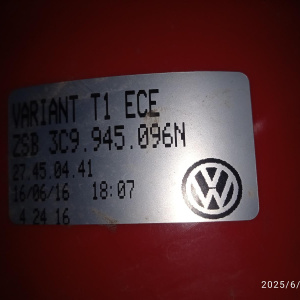 VARIANT T1 ECE
ZSB 3C9.945.096N
27.45.04.41
16/06/16 18:07
4 24 16
2025/6/